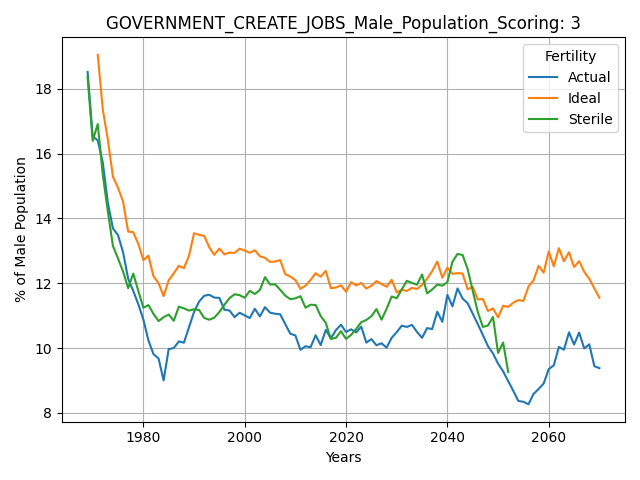 GOVERNMENT_CREATE_JOBS_Male_Population_Scoring: 3
Fertility
Actual
Ideal
Sterile
% of Male Population
18
16
14
12
10
8
1980 2000 2020 2040 2060
Years